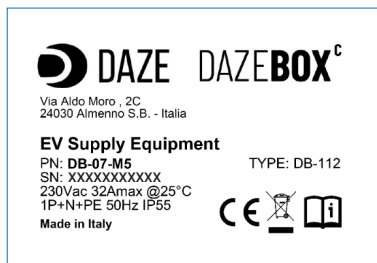 DAZE DAZEBOX C
Via Aldo Moro , 2C
24030 Almenno S.B. - Italia
EV Supply Equipment
PN: DB-07-M5 TYPE: DB-112
SN: XXXXXXXXXXX
230Vac 32Amax @25°C
1P+N+PE 50Hz IP55
Made in Italy
CE